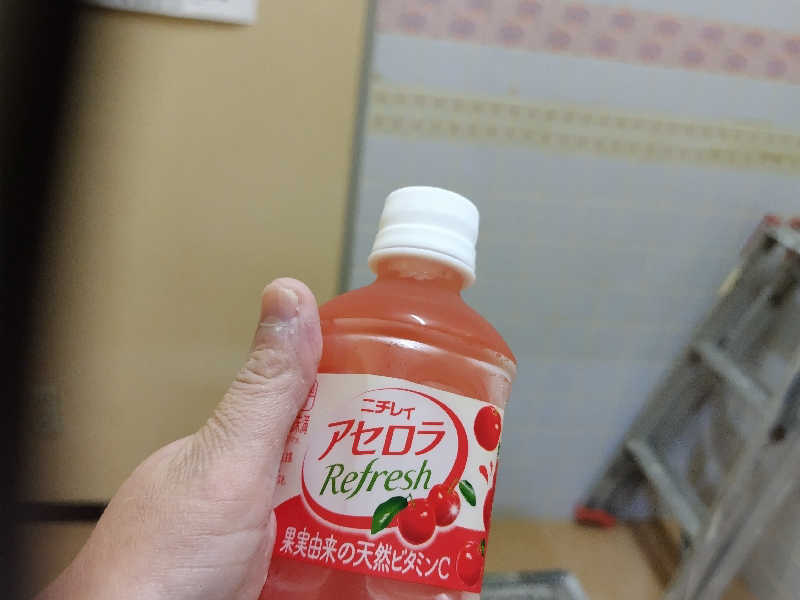 ニチレイ
アセロラ
Refresh
果実由来の天然ビタミンC